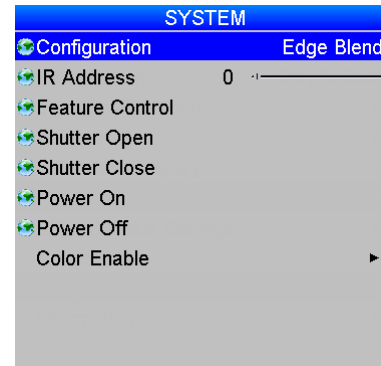 SYSTEM
Configuration Edge Blend
IR Address 0
Feature Control
Shutter Open
Shutter Close
Power On
Power Off
Color Enable